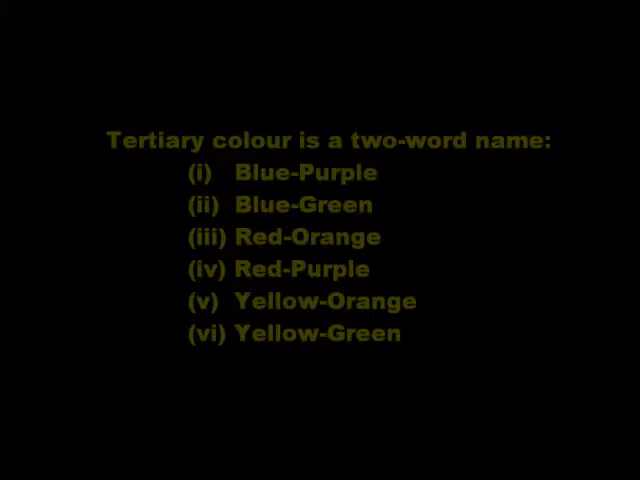 Tertiary colour is a two-word name:
(i) Blue-Purple
(ii) Blue-Green
(iii) Red-Orange
(iv) Red-Purple
(v) Yellow-Orange
(vi) Yellow-Green